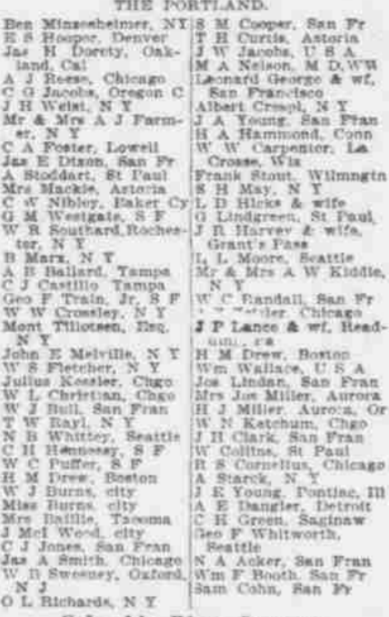 THE PORTLAND.
Ben Minzesheimer, NY
E S Hooper, Denver
Jas H Dorety, Oak-
land, Cal
A J Reese, Chicago
C G Jacobs, Oregon C
J H Weist, N Y
Mr & Mrs A J Farm-
er, N Y
C A Foster, Lowell
Jas E Dixon, San Fr
A Stoddart, St Paul
Mrs Mackie, Astoria
C W Nibley, Baker Cy
G M Westgate, S F
W R Southard, Roches-
ter, N Y
B Marx, N Y
A B Ballard, Tampa
C J Castillo Tampa
Geo F Train, Jr, S F
W W Crossley, N Y
Mont Tillotsen, Esq,
N Y
John E Melville, N Y
W S Fletcher, N Y
Julius Kessler, Chgo
W L Christian, Chgo
W J Bull, San Fran
T W Rayl, N Y
N B Whittey, Seattle
C H Hennessy, S F
W C Puffer, S F
H M Drew, Boston
W J Burns, city
Miss Burns, city
Mrs Baillie, Tacoma
J McI Wood, city
C J Jones, San Fran
Jas A Smith, Chicago
W B Sweeney, Oxford,
N J
O L Richards, N Y
S M Cooper, San Fr
T H Curtis, Astoria
J W Jacobs, U S A
M A Nelson, M D, WW
Leonard George & wf,
San Francisco
Albert Crespi, N Y
J A Young, San Fran
H A Hammond, Conn
W W Carpenter, La
Crosse, Wis
Frank Stout, Wilmngtn
S H May, N Y
L D Hicks & wife
G Lindgreen, St Paul,
J R Harvey & wife,
Grant's Pass
L L Moore, Seattle
Mr & Mrs A W Kiddle,
N Y
W C Randall, San Fr
Chicago
J P Lance & wf, Read-
H M Drew, Boston
Wm Wallace, U S A
Jos Lindan, San Fran
Mrs Jos Miller, Aurora
H J Miller, Aurora, Or
W N Ketchum, Chgo
J H Clark, San Fran
W Collins, St Paul
R S Cornelius, Chicago
A Starck, N Y
J E Young, Pontiac, Ill
A E Dangler, Detroit
C H Green, Saginaw
Geo F Whitworth,
Seattle
N A Acker, San Fran
Wm F Booth, San Fr
Sam Cohn, San Fr